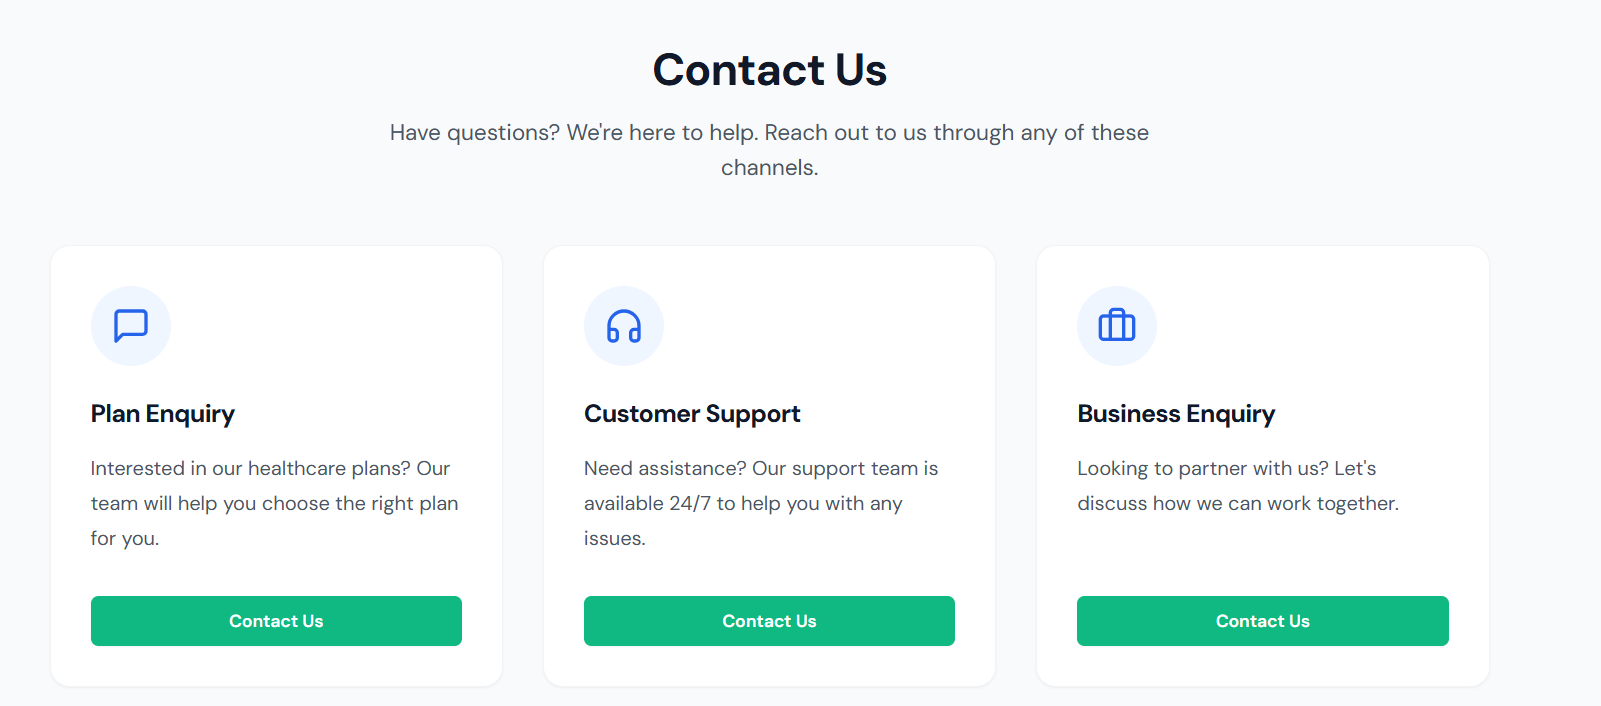 Contact Us
Have questions? We're here to help. Reach out to us through any of these
channels.
Plan Enquiry
Interested in our healthcare plans? Our
team will help you choose the right plan
for you.
Contact Us
Customer Support
Need assistance? Our support team is
available 24/7 to help you with any
issues.
Contact Us
Business Enquiry
Looking to partner with us? Let's
discuss how we can work together.
Contact Us